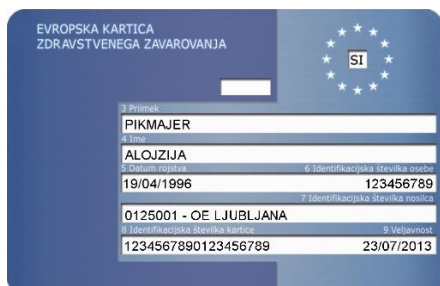 EVROPSKA KARTICA
ZDRAVSTVENEGA ZAVAROVANJA
SI
3 Priimek
PIKMAJER
4 Ime
ALOJZIJA
5 Datum rojstva 6 Identifikacijska številka osebe
19/04/1996 123456789
7 Identifikacijska številka nosilca
0125001 - OE LJUBLJANA
8 Identifikacijska številka kartice 9 Veljavnost
1234567890123456789 23/07/2013